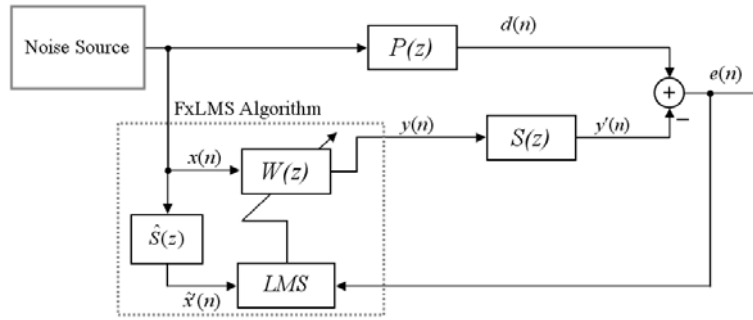 Noise Source
P(z)
d(n)
e(n)
+
−
FxLMS Algorithm
x(n)
W(z)
y(n)
S(z)
y'(n)
Ŝ(z)
x̂'(n)
LMS